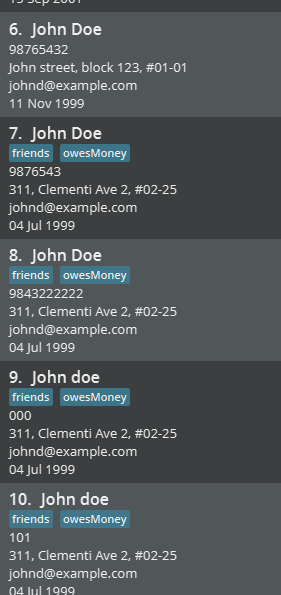 13 Sep 2001
6. John Doe
98765432
John street, block 123, #01-01
johnd@example.com
11 Nov 1999
7. John Doe
friends owesMoney
9876543
311, Clementi Ave 2, #02-25
johnd@example.com
04 Jul 1999
8. John Doe
friends owesMoney
9843222222
311, Clementi Ave 2, #02-25
johnd@example.com
04 Jul 1999
9. John doe
friends owesMoney
000
311, Clementi Ave 2, #02-25
johnd@example.com
04 Jul 1999
10. John doe
friends owesMoney
101
311, Clementi Ave 2, #02-25
johnd@example.com
04 Jul 1999